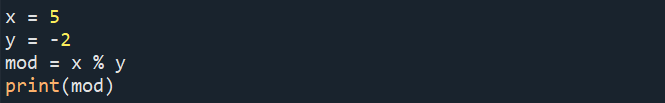 x = 5
y = -2
mod = x % y
print(mod)